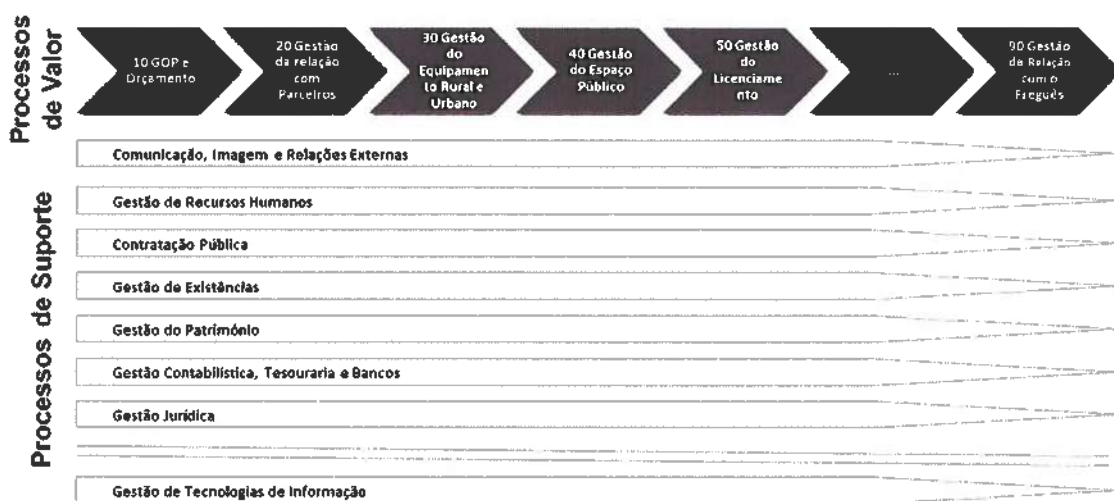 Processos
de Valor
10 GOP e
Orçamento
20 Gestão
da relação
com
Parceiros
30 Gestão
do
Equipamen
to Rural e
Urbano
40 Gestão
do Espaço
Público
50 Gestão
do
Licenciame
nto
...
90 Gestão
de Relação
com o
Freguês
Processos de Suporte
Comunicação, Imagem e Relações Externas
Gestão de Recursos Humanos
Contratação Pública
Gestão de Existências
Gestão do Património
Gestão Contabilística, Tesouraria e Bancos
Gestão Jurídica
Gestão de Tecnologias de Informação